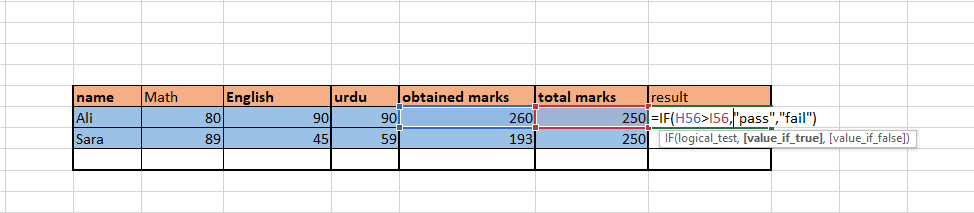 name Math English urdu obtained marks total marks result
Ali 80 90 90 260 250 =IF(H56>I56,"pass","fail")
Sara 89 45 59 193 250 IF(logical_test, [value_if_true], [value_if_false])